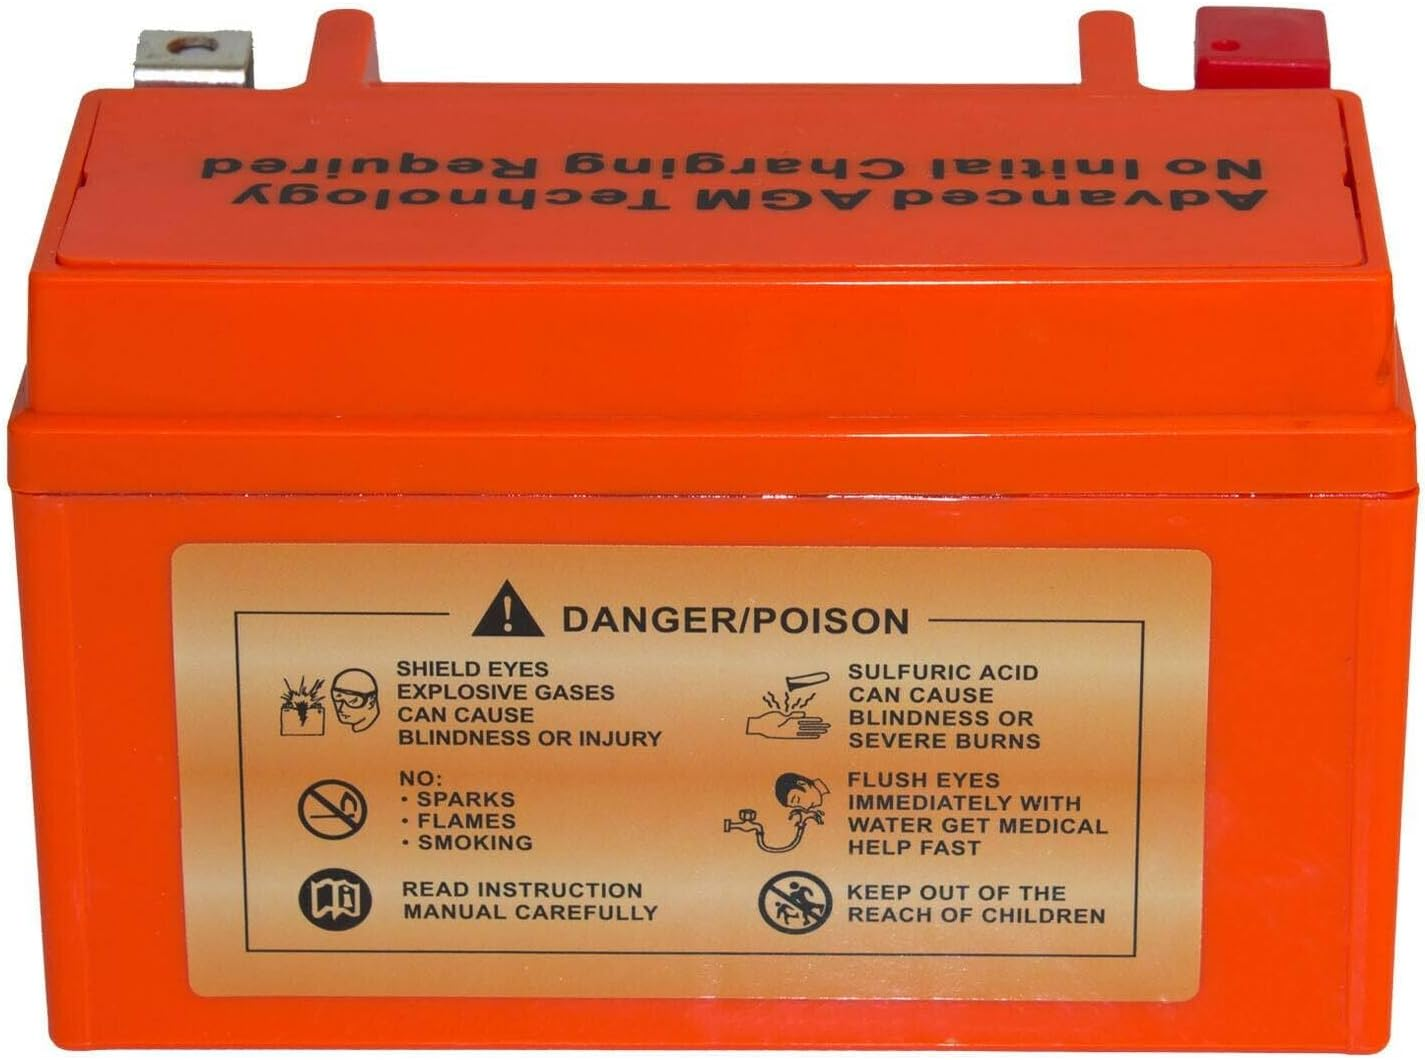 Advanced AGM Technology
No Initial Charging Required
DANGER/POISON
SHIELD EYES
EXPLOSIVE GASES
CAN CAUSE
BLINDNESS OR INJURY
NO:
• SPARKS
• FLAMES
• SMOKING
READ INSTRUCTION
MANUAL CAREFULLY
SULFURIC ACID
CAN CAUSE
BLINDNESS OR
SEVERE BURNS
FLUSH EYES
IMMEDIATELY WITH
WATER GET MEDICAL
HELP FAST
KEEP OUT OF THE
REACH OF CHILDREN